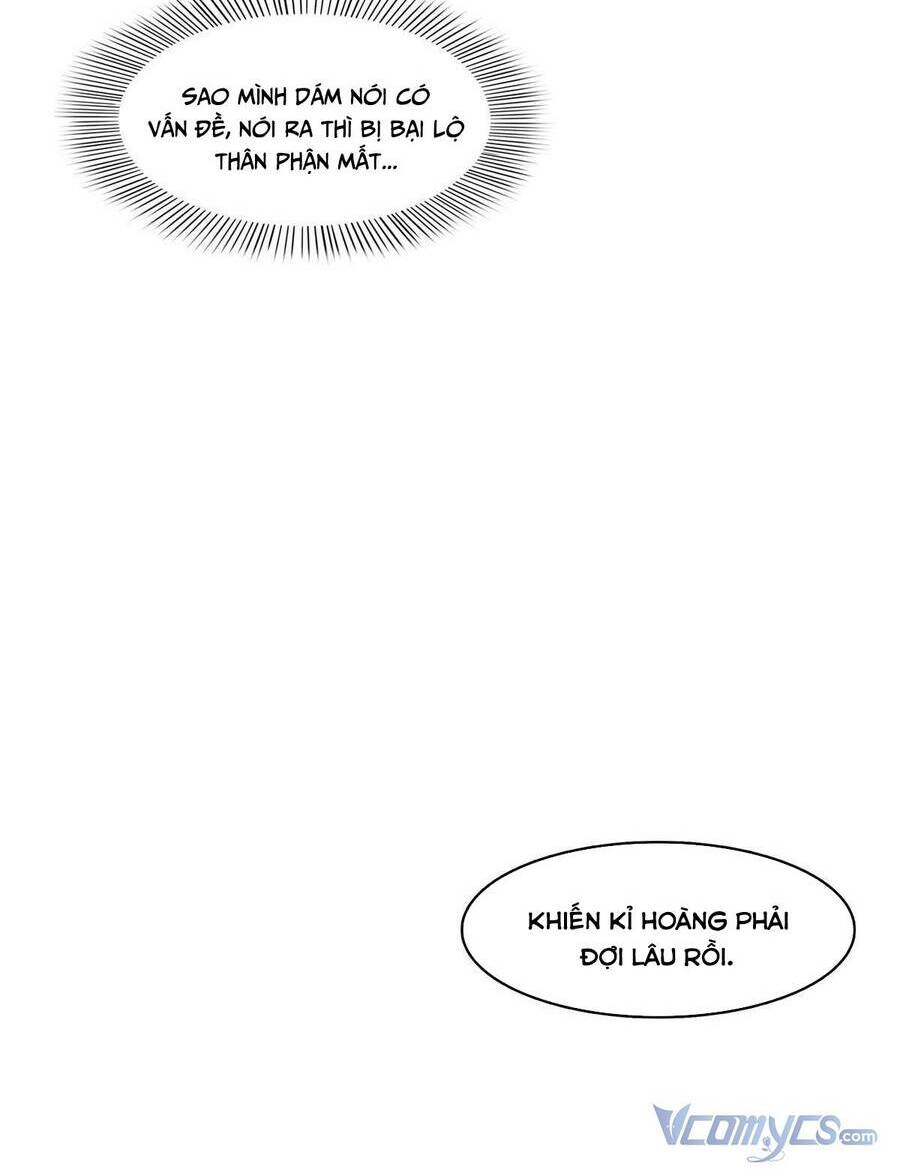 SAO MÌNH DÁM NÓI CÓ
VẤN ĐỀ, NÓI RA THÌ BỊ BẠI LỘ
THÂN PHẬN MẤT...
KHIẾN KỈ HOÀNG PHẢI
ĐỢI LÂU RỒI.
VCOMYCS.com